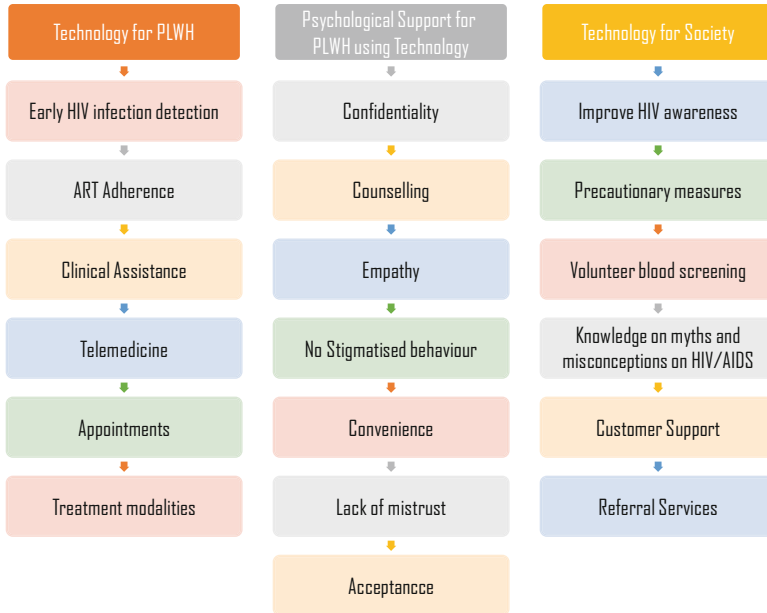 Technology for PLWH
Early HIV infection detection
ART Adherence
Clinical Assistance
Telemedicine
Appointments
Treatment modalities
Psychological Support for
PLWH using Technology
Confidentiality
Counselling
Empathy
No Stigmatised behaviour
Convenience
Lack of mistrust
Acceptancce
Technology for Society
Improve HIV awareness
Precautionary measures
Volunteer blood screening
Knowledge on myths and
misconceptions on HIV/AIDS
Customer Support
Referral Services